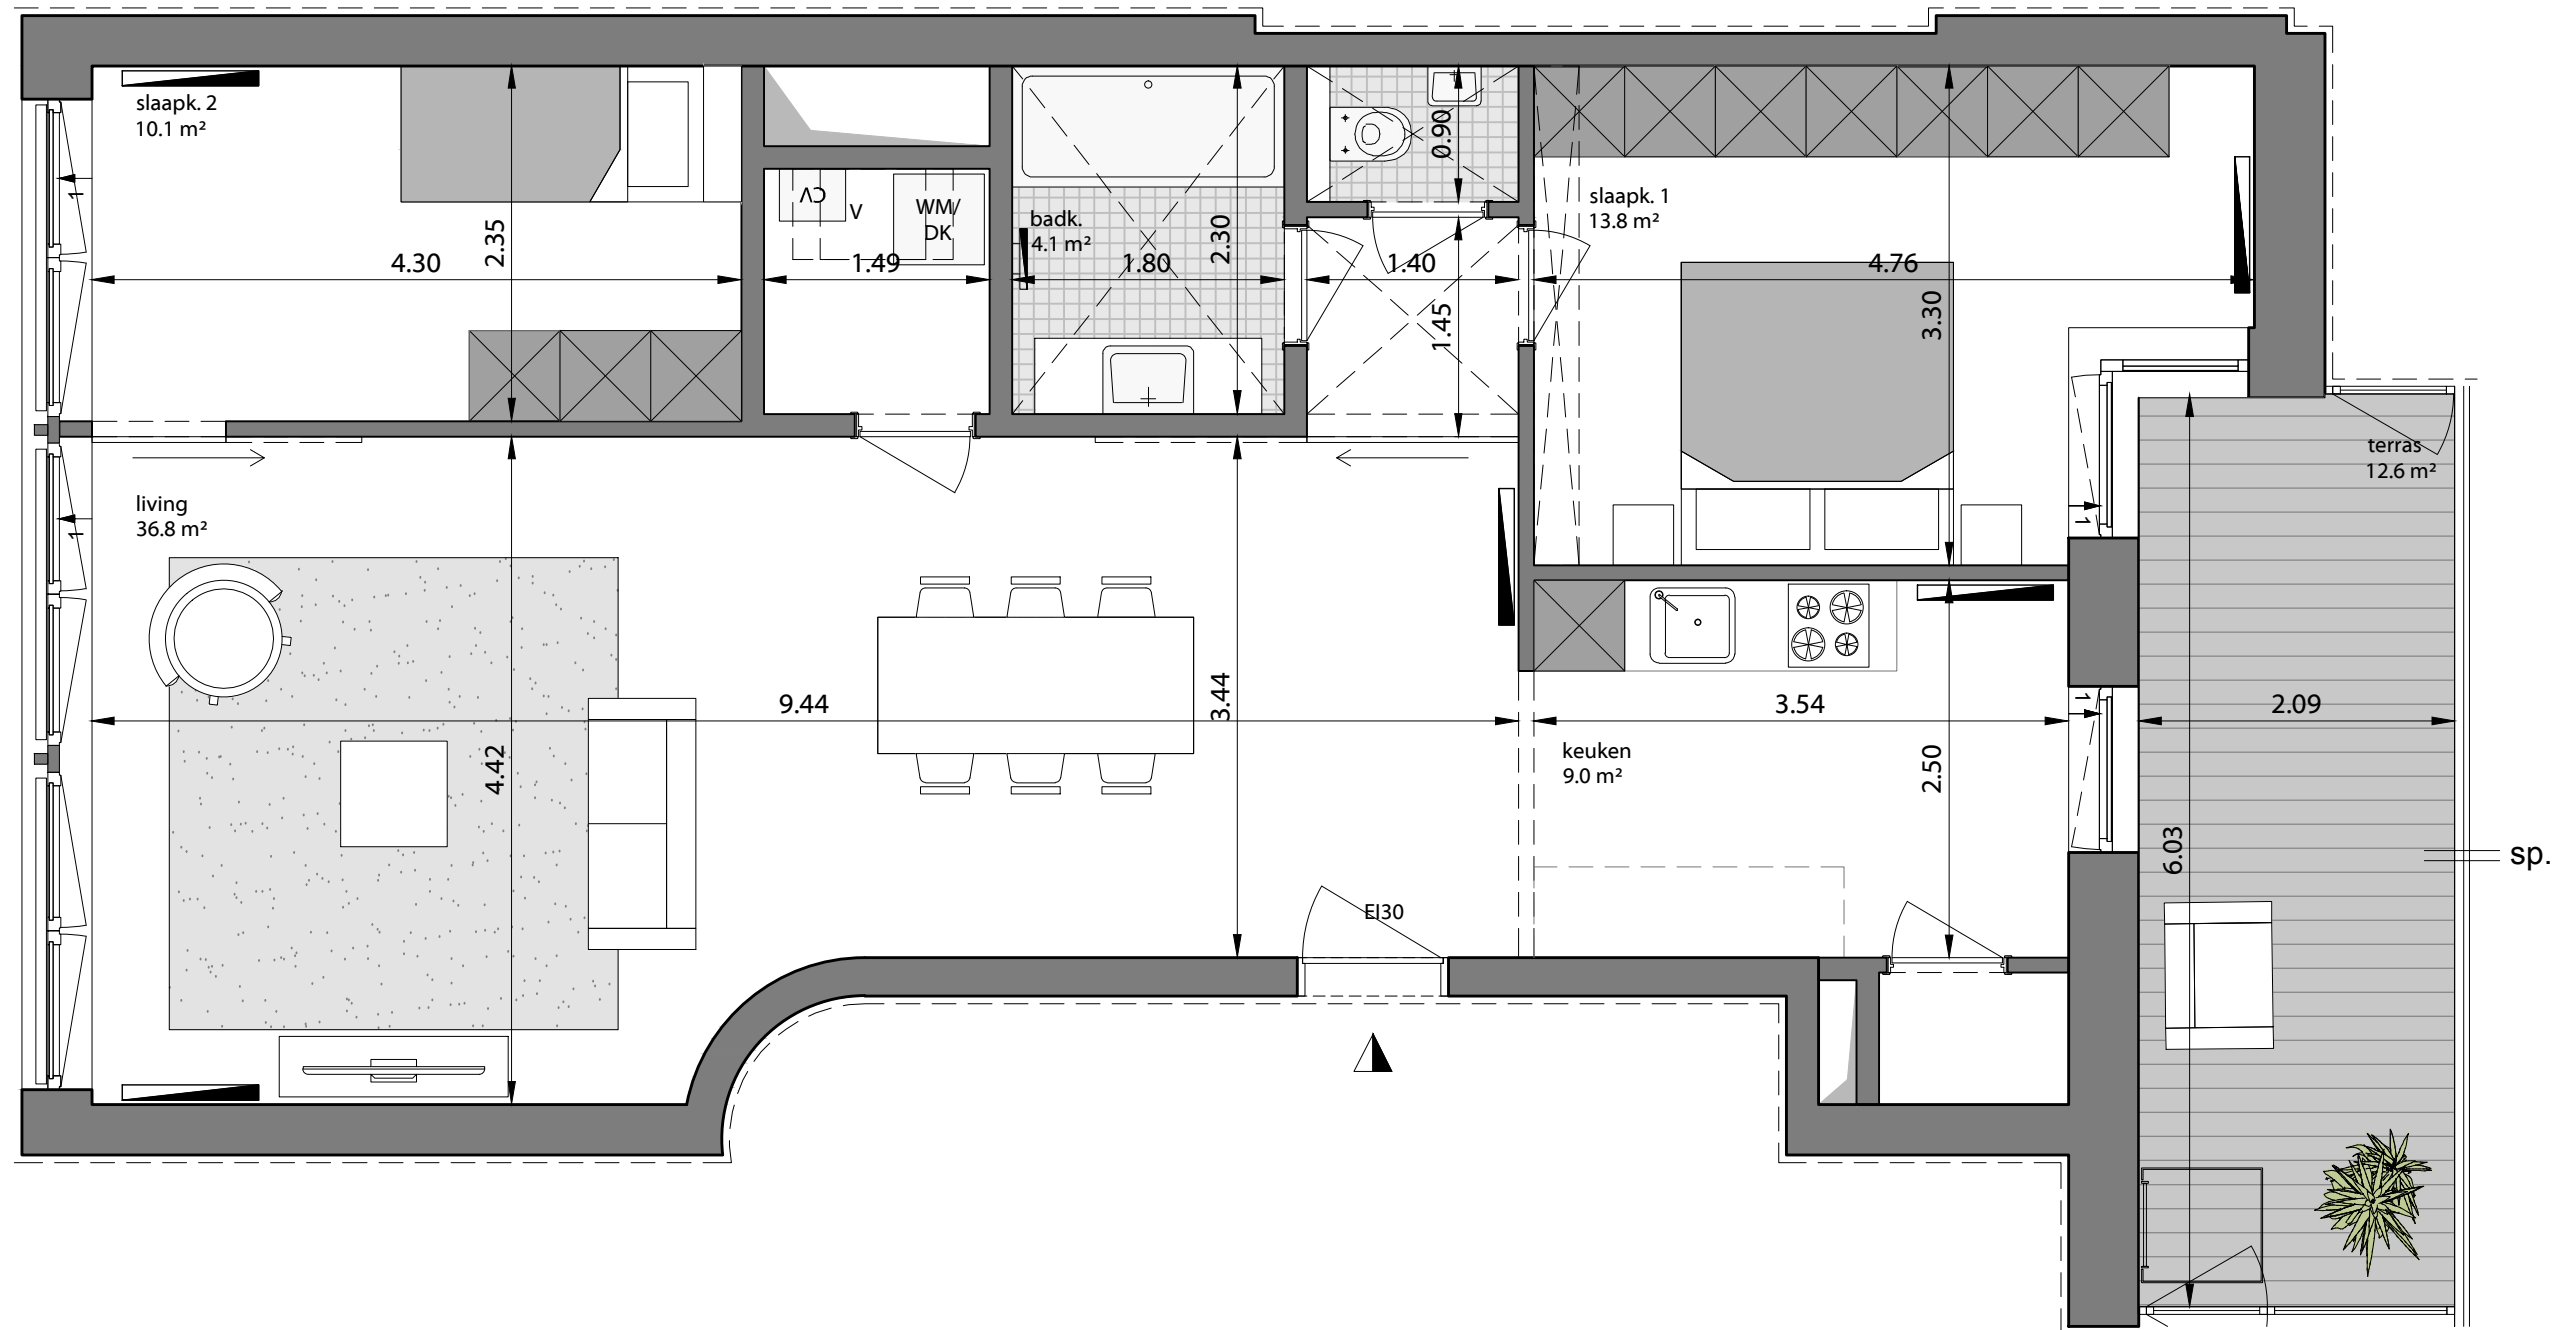 slaapk. 2
10.1 m²
4.30
2.35
CV
V
WM/
DK
1.49
badk.
4.1 m²
1.80
2.30
0.90
1.40
1.45
slaapk. 1
13.8 m²
4.76
3.30
1
terras
12.6 m²
living
36.8 m²
1
1
9.44
4.42
3.44
keuken
9.0 m²
3.54
2.50
1
2.09
6.03
sp.
EI30